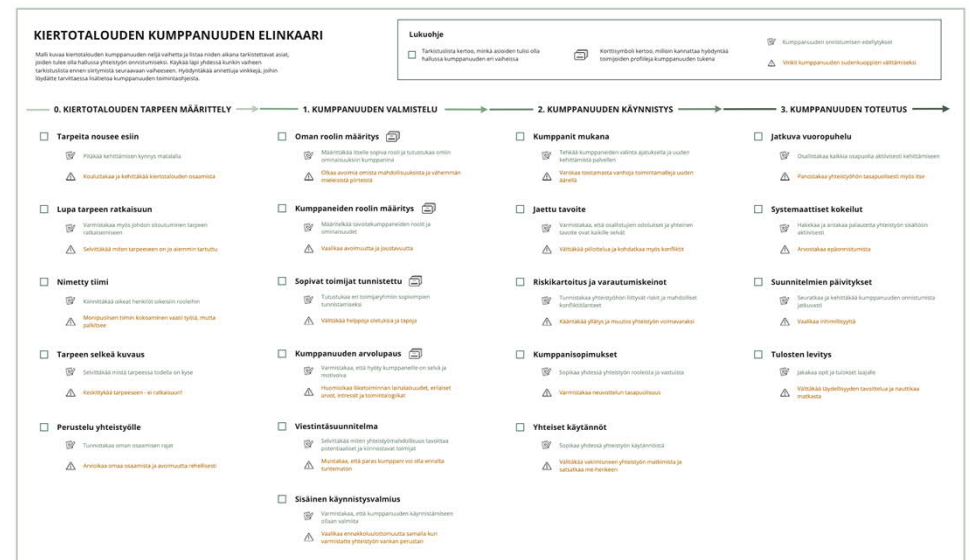 KIERTOTALOUDEN KUMPPANUUDEN ELINKAARI
Malli kuvaa kiertotalouden kumppanuuden neljä vaihetta ja listaa niiden aikana tarkistettavat asiat,
joiden tulee olla hallussa yhteistyön onnistumiseksi. Käykää läpi yhdessä kunkin vaiheen
tarkistuslista ennen siirtymistä seuraavaan vaiheeseen. Hyödyntäkää annettuja vinkkejä, joihin
löydätte tarvittaessa lisätietoa kumppanuuden toimintaohjeista.
Lukuohje
Tarkistuslista kertoo, minkä asioiden tulisi olla
hallussa kumppanuuden eri vaiheissa
Korttisymboli kertoo, milloin kannattaa hyödyntää
toimijoiden profiileja kumppanuuden tukena
Kumppanuuden onnistumisen edellytykset
Vinkit kumppanuuden sudenkuoppien välttämiseksi
0. KIERTOTALOUDEN TARPEEN MÄÄRITTELY
Tarpeita nousee esiin
Pitäkää kehittämisen kynnys matalalla
Kouluttakaa ja kehittäkää kiertotalouden osaamista
Lupa tarpeen ratkaisuun
Varmistakaa myös johdon sitoutuminen tarpeen
ratkaisemiseen
Selvittäkää miten tarpeeseen on jo aiemmin tartuttu
Nimetty tiimi
Kiinnittäkää oikeat henkilöt oikeisiin rooleihin
Monipuolisen tiimin kokoaminen vaatii työtä, mutta
palkitsee
Tarpeen selkeä kuvaus
Selvittäkää mistä tarpeessa todella on kyse
Keskittykää tarpeeseen - ei ratkaisuun!
Perustelu yhteistyölle
Tunnistakaa oman osaamisen rajat
Arvioikaa omaa osaamista ja avoimuutta rehellisesti
1. KUMPPANUUDEN VALMISTELU
Oman roolin määritys
Määrittäkää itselle sopiva rooli ja tutustukaa omiin
ominaisuuksiin kumppanina
Olkaa avoimia omista mahdollisuuksista ja vähemmän
mieleisistä piirteistä
Kumppaneiden roolin määritys
Määritelkää tavoitekumppaneiden roolit ja
ominaisuudet
Vaalikaa avoimuutta ja joustavuutta
Sopivat toimijat tunnistettu
Tutustukaa eri toimijaryhmiin sopivimpien
tunnistamiseksi
Välttäkää helppoja oletuksia ja tapoja
Kumppanuuden arvolupaus
Varmistakaa, että hyöty kumppaneille on selvä ja
motivoiva
Huomioikaa liiketoiminnan lainalaisuudet, erilaiset
arvot, intressit ja toimintalogiikat
Viestintäsuunnitelma
Selvittäkää miten yhteistyömahdollisuus tavoittaa
potentiaaliset ja kiinnostavat toimijat
Muistakaa, että paras kumppani voi olla ennalta
tuntematon
Sisäinen käynnistysvalmius
Varmistakaa, että kumppanuuden käynnistämiseen
ollaan valmiita
Vaalikaa ennakkoluulottomuutta samalla kun
varmistatte yhteistyön vankan perustan
2. KUMPPANUUDEN KÄYNNISTYS
Kumppanit mukana
Tehkää kumppaneiden valinta ajatuksella ja uuden
kehittämistä palvellen
Varokaa toistamasta vanhoja toimintamalleja uuden
äärellä
Jaettu tavoite
Varmistakaa, että osallistujien odotukset ja yhteinen
tavoite ovat kaikille selvät
Välttäkää piilottelua ja kohdatkaa myös konfliktit
Riskikartoitus ja varautumiskeinot
Tunnistakaa yhteistyöhön liittyvät riskit ja mahdolliset
konfliktitilanteet
Kääntäkää yllätys ja muutos yhteistyön voimavaraksi
Kumppanisopimukset
Sopikaa yhdessä yhteistyön rooleista ja vastuista
Varmistakaa neuvottelun tasapuolisuus
Yhteiset käytännöt
Sopikaa yhdessä yhteistyön käytännöistä
Välttäkää vakiintuneen yhteistyön matkimista ja
satsatkaa me-henkeen
3. KUMPPANUUDEN TOTEUTUS
Jatkuva vuoropuhelu
Osallistakaa kaikkia osapuolia aktiivisesti kehittämiseen
Panostakaa yhteistyöhön tasapuolisesti myös itse
Systemaattiset kokeilut
Hakekaa ja antakaa palautetta yhteistyön sisältöön
aktiivisesti
Arvostakaa epäonnistumista
Suunnitelmien päivitykset
Seuratkaa ja kehittäkää kumppanuuden onnistumista
jatkuvasti
Vaalikaa inhimillisyyttä
Tulosten levitys
Jakakaa opit ja tulokset laajalle
Välttäkää täydellisyyden tavoittelua ja nauttikaa
matkasta